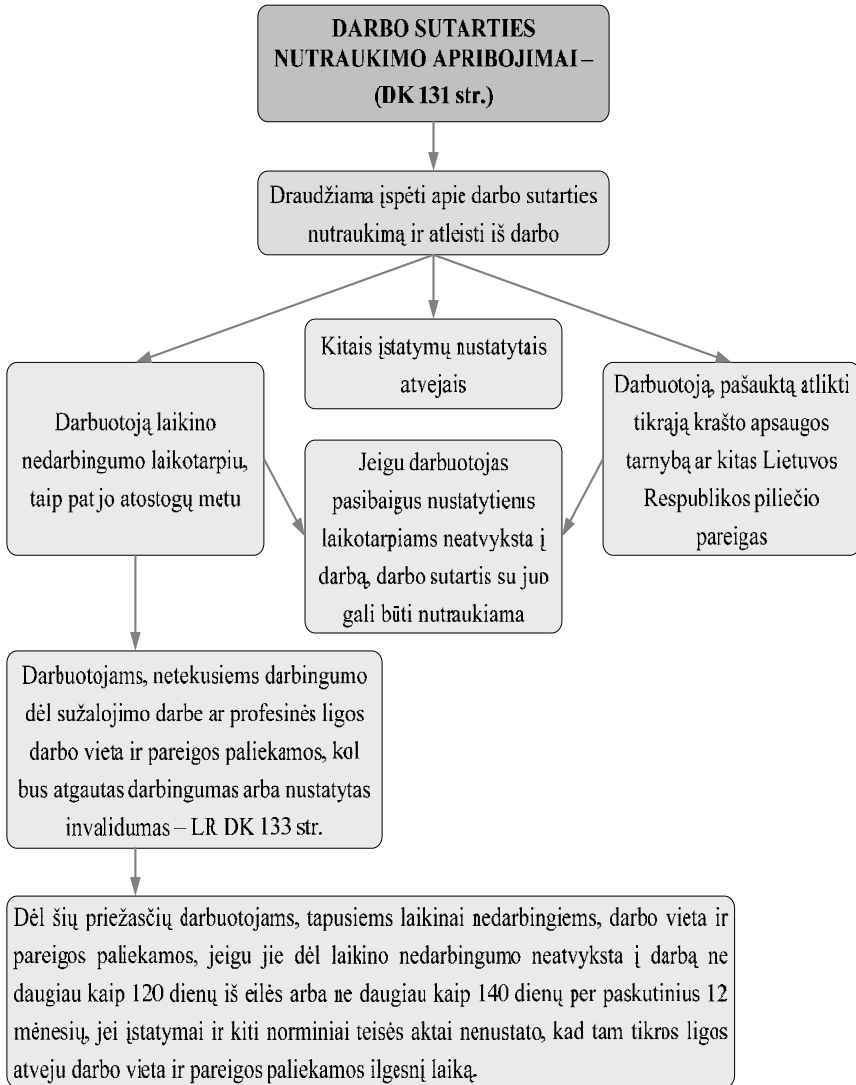 DARBO SUTARTIES
NUTRAUKIMO APRIBOJIMAI –
(DK 131 str.)
Draudžiama įspėti apie darbo sutarties
nutraukimą ir atleisti iš darbo
Darbuotoją laikino
nedarbingumo laikotarpiu,
taip pat jo atostogų metu
Kitais įstatymų nustatytais
atvejais
Darbuotoją, pašauktą atlikti
tikrąją krašto apsaugos
tarnybą ar kitas Lietuvos
Respublikos piliečio
pareigas
Jeigu darbuotojas
pasibaigus nustatytiems
laikotarpiams neatvyksta į
darbą, darbo sutartis su juo
gali būti nutraukiama
Darbuotojams, netekusiems darbingumo
dėl sužalojimo darbe ar profesinės ligos
darbo vieta ir pareigos paliekamos, kol
bus atgautas darbingumas arba nustatytas
invalidumas – LR DK 133 str.
Dėl šių priežasčių darbuotojams, tapusiems laikinai nedarbingiems, darbo vieta ir
pareigos paliekamos, jeigu jie dėl laikino nedarbingumo neatvyksta į darbą ne
daugiau kaip 120 dienų iš eilės arba ne daugiau kaip 140 dienų per paskutinius 12
mėnesių, jei įstatymai ir kiti norminiai teisės aktai nenustato, kad tam tikros ligos
atveju darbo vieta ir pareigos paliekamos ilgesnį laiką.